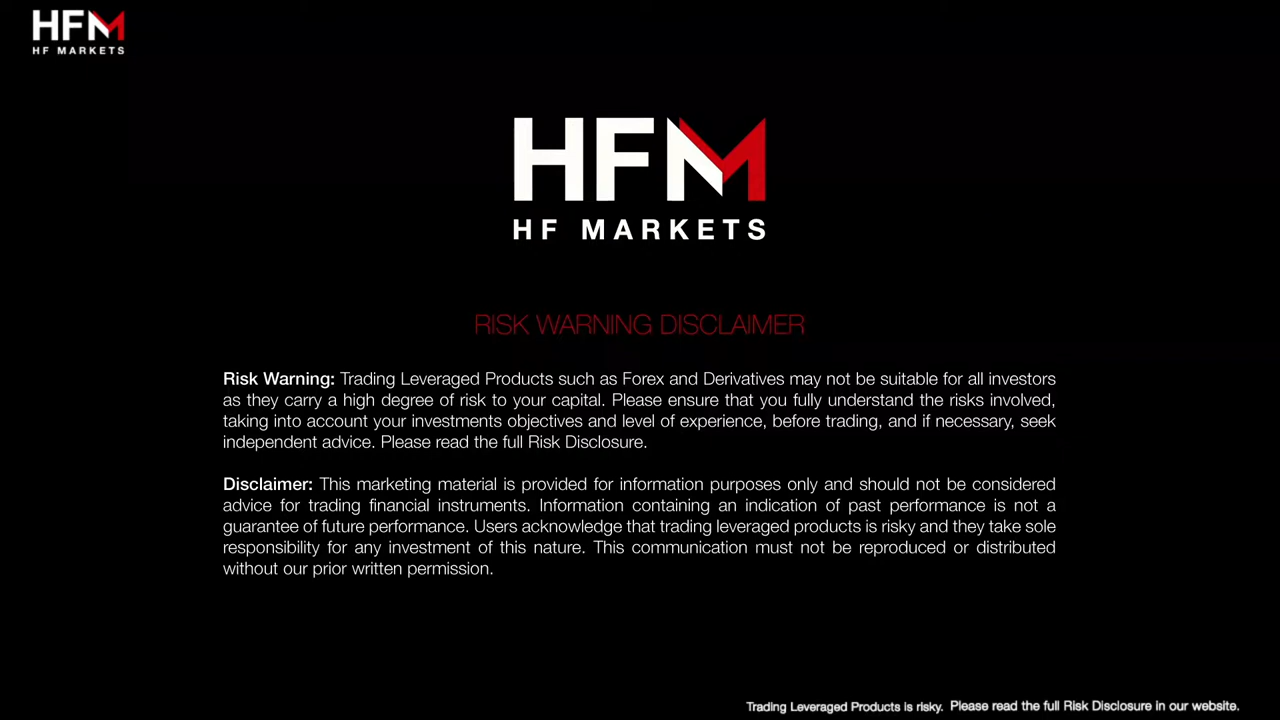 HFM
HF MARKETS
HFM
HF MARKETS
RISK WARNING DISCLAIMER
Risk Warning: Trading Leveraged Products such as Forex and Derivatives may not be suitable for all investors
as they carry a high degree of risk to your capital. Please ensure that you fully understand the risks involved,
taking into account your investments objectives and level of experience, before trading, and if necessary, seek
independent advice. Please read the full Risk Disclosure.
Disclaimer: This marketing material is provided for information purposes only and should not be considered
advice for trading financial instruments. Information containing an indication of past performance is not a
guarantee of future performance. Users acknowledge that trading leveraged products is risky and they take sole
responsibility for any investment of this nature. This communication must not be reproduced or distributed
without our prior written permission.
Trading Leveraged Products is risky. Please read the full Risk Disclosure in our website.